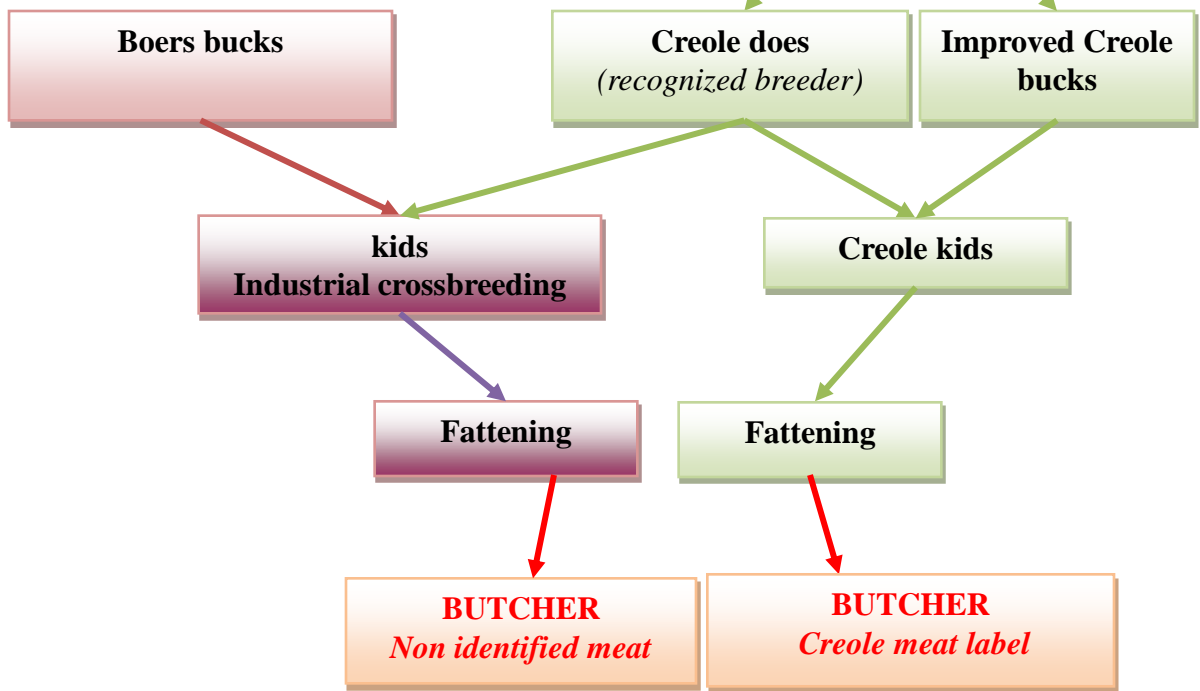 Boers bucks
Creole does
(recognized breeder)
Improved Creole
bucks
kids
Industrial crossbreeding
Creole kids
Fattening
Fattening
BUTCHER
Non identified meat
BUTCHER
Creole meat label